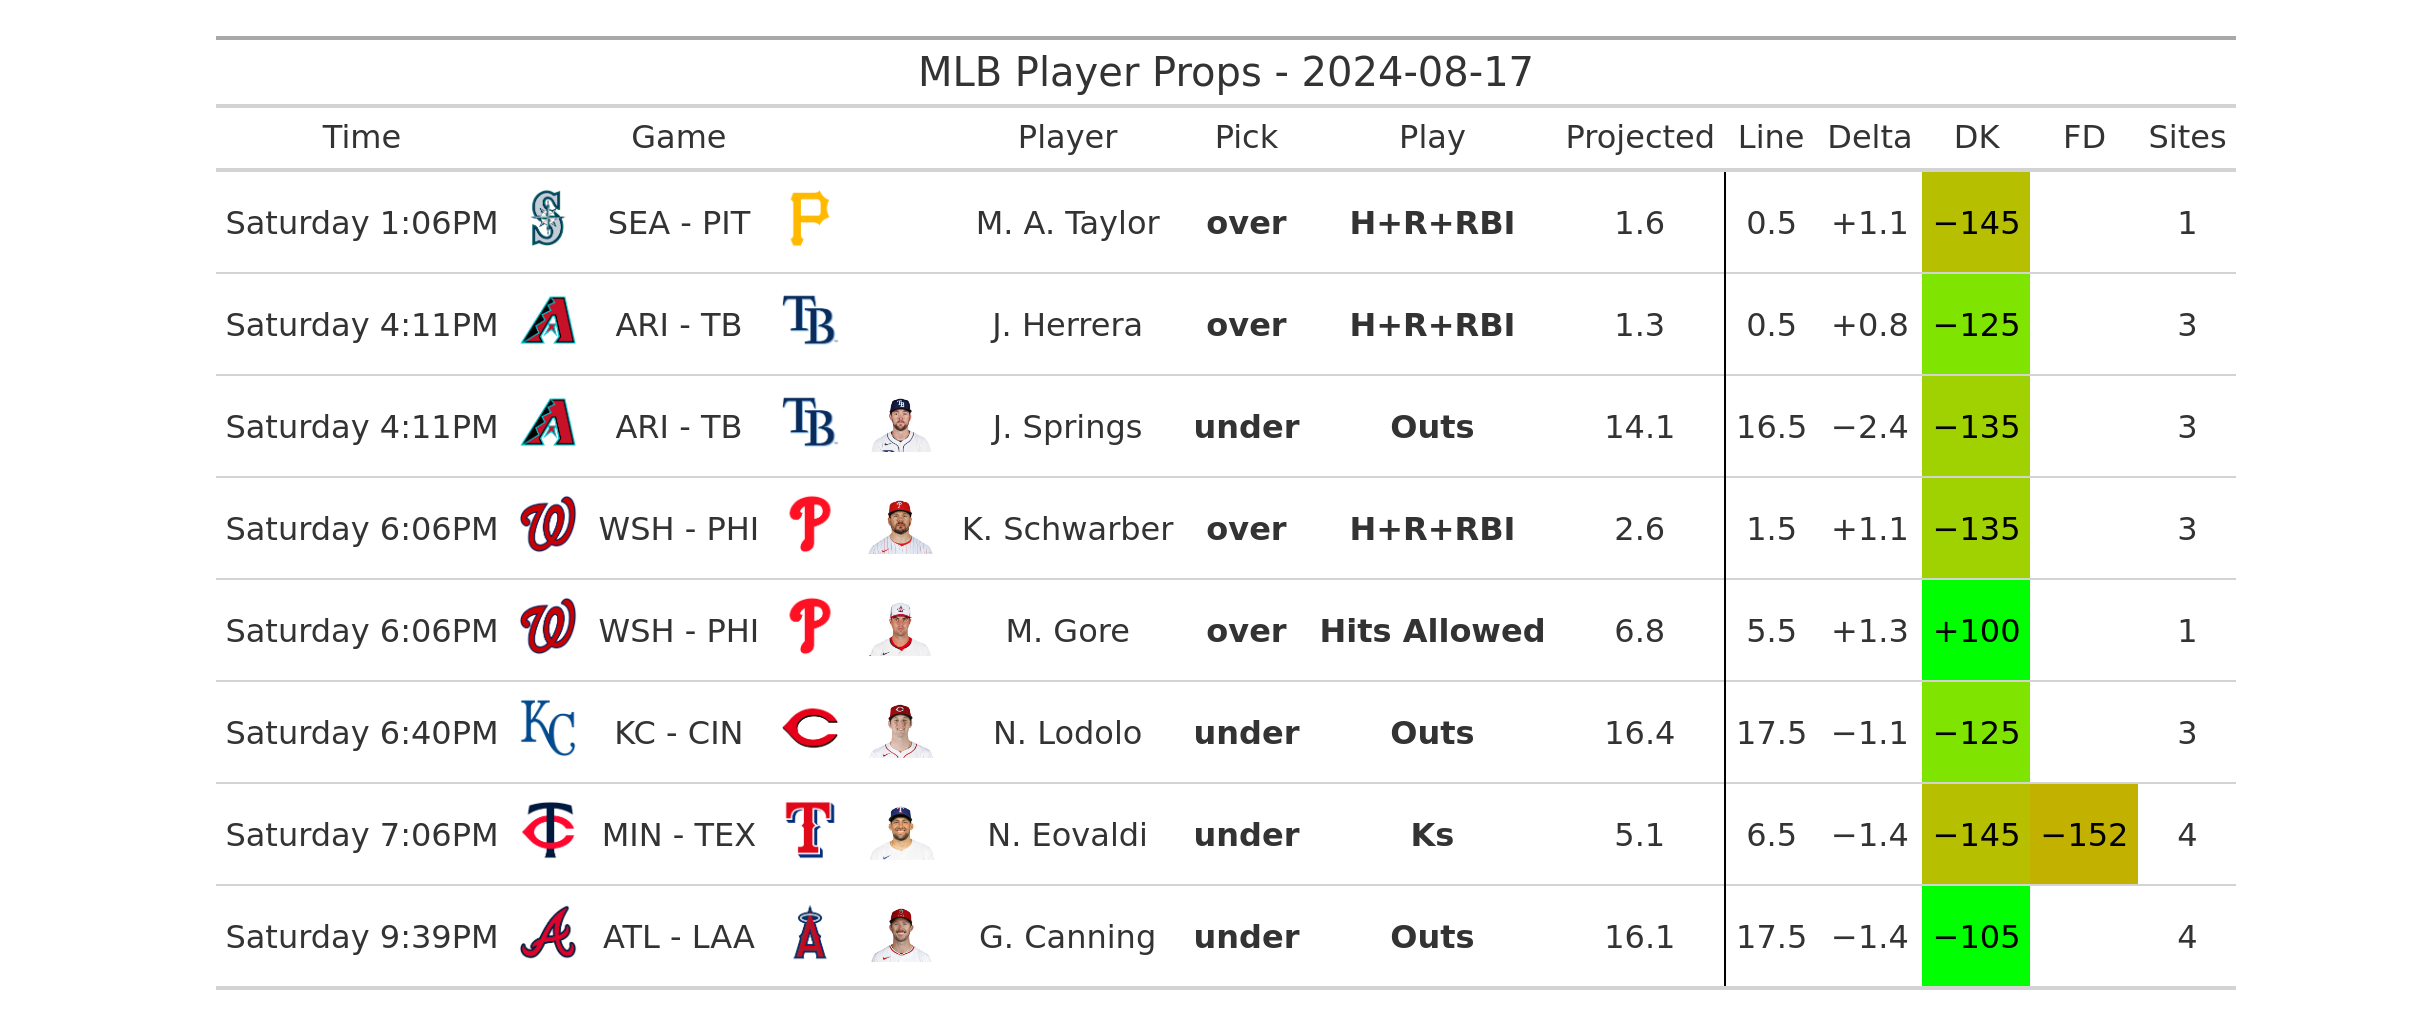 MLB Player Props - 2024-08-17
Time Game Player Pick Play Projected Line Delta DK FD Sites
Saturday 1:06PM SEA - PIT M. A. Taylor over H+R+RBI 1.6 0.5 +1.1 −145 1
Saturday 4:11PM ARI - TB J. Herrera over H+R+RBI 1.3 0.5 +0.8 −125 3
Saturday 4:11PM ARI - TB J. Springs under Outs 14.1 16.5 −2.4 −135 3
Saturday 6:06PM WSH - PHI K. Schwarber over H+R+RBI 2.6 1.5 +1.1 −135 3
Saturday 6:06PM WSH - PHI M. Gore over Hits Allowed 6.8 5.5 +1.3 +100 1
Saturday 6:40PM KC - CIN N. Lodolo under Outs 16.4 17.5 −1.1 −125 3
Saturday 7:06PM MIN - TEX N. Eovaldi under Ks 5.1 6.5 −1.4 −145 −152 4
Saturday 9:39PM ATL - LAA G. Canning under Outs 16.1 17.5 −1.4 −105 4